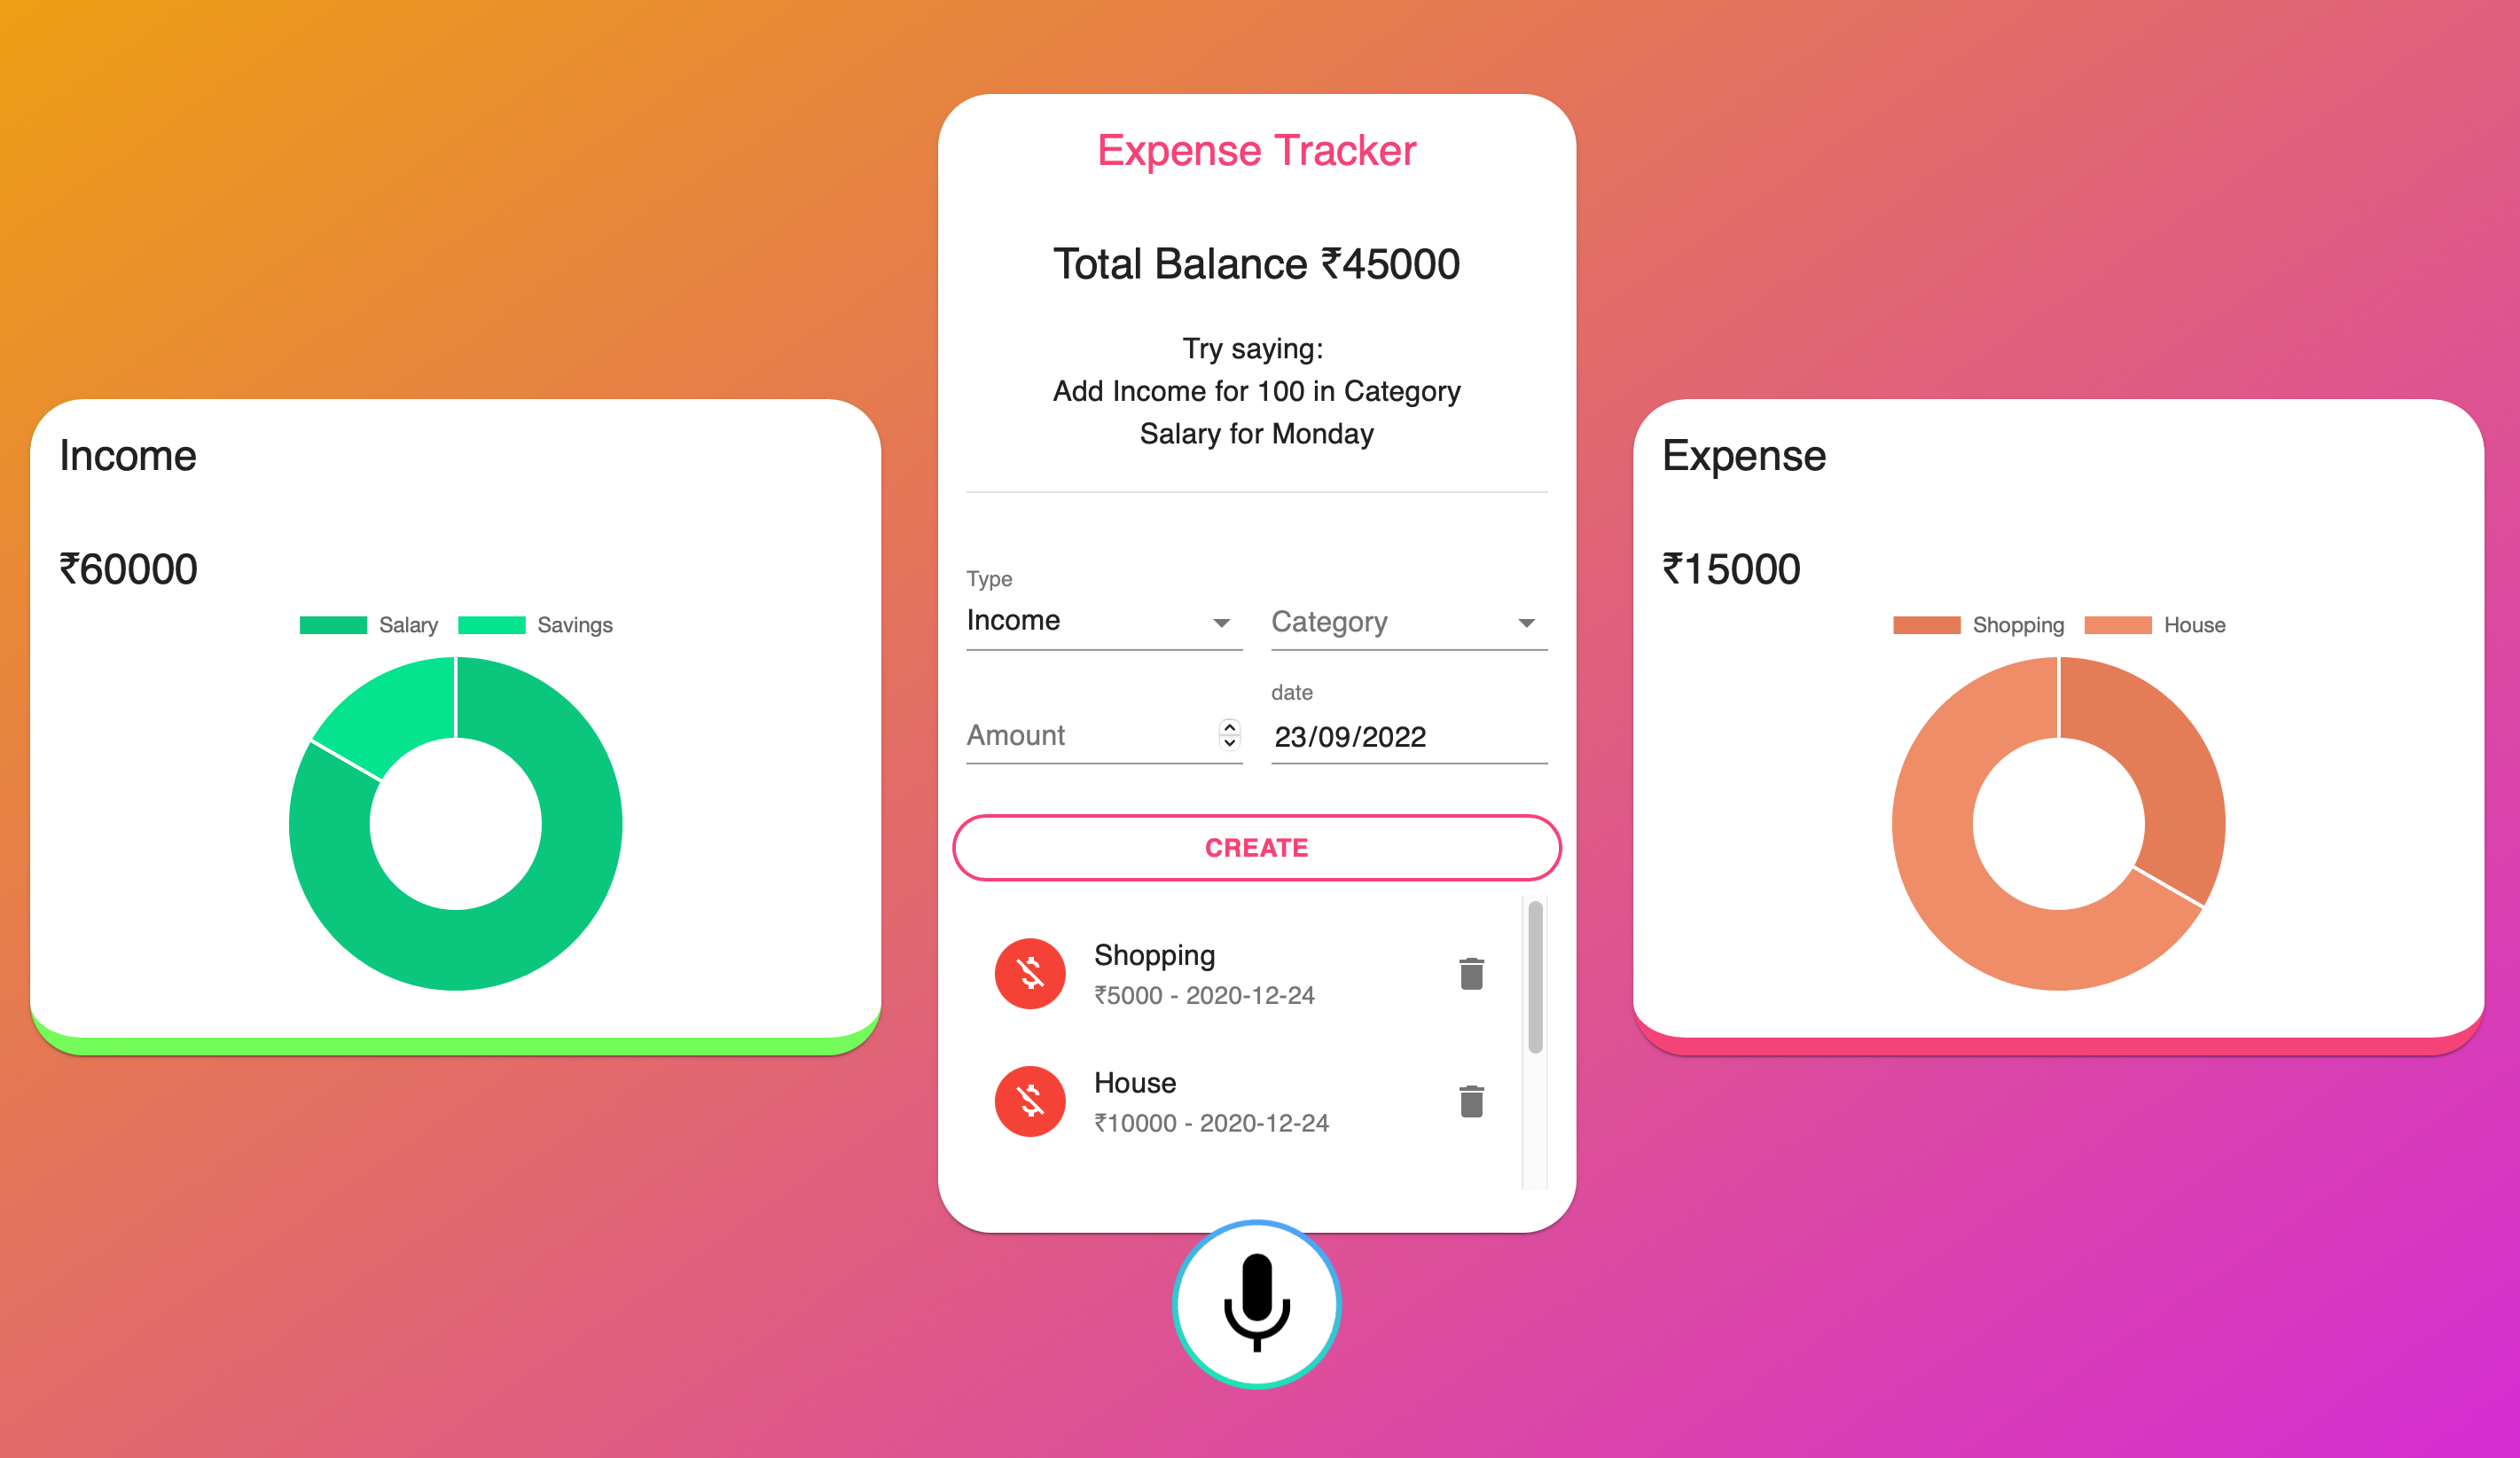 Expense Tracker
Total Balance ₹45000
Try saying:
Add Income for 100 in Category
Salary for Monday
Income
₹60000
Salary Savings
Type
Income
Category
Amount
date
23/09/2022
CREATE
Shopping
₹5000 - 2020-12-24
House
₹10000 - 2020-12-24
Expense
₹15000
Shopping House